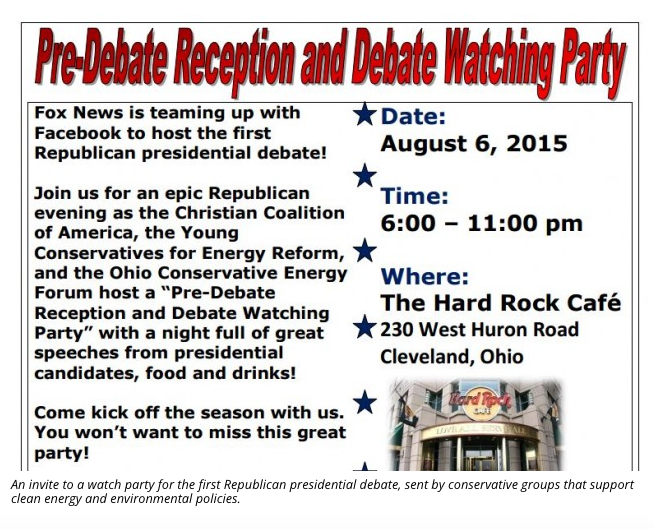 Pre-Debate Reception and Debate Watching Party
Fox News is teaming up with
Facebook to host the first
Republican presidential debate!
Join us for an epic Republican
evening as the Christian Coalition
of America, the Young
Conservatives for Energy Reform,
and the Ohio Conservative Energy
Forum host a “Pre-Debate
Reception and Debate Watching
Party” with a night full of great
speeches from presidential
candidates, food and drinks!
Come kick off the season with us.
You won’t want to miss this great
party!
Date:
August 6, 2015
Time:
6:00 – 11:00 pm
Where:
The Hard Rock Café
230 West Huron Road
Cleveland, Ohio
Hard Rock
CAFE
An invite to a watch party for the first Republican presidential debate, sent by conservative groups that support
clean energy and environmental policies.